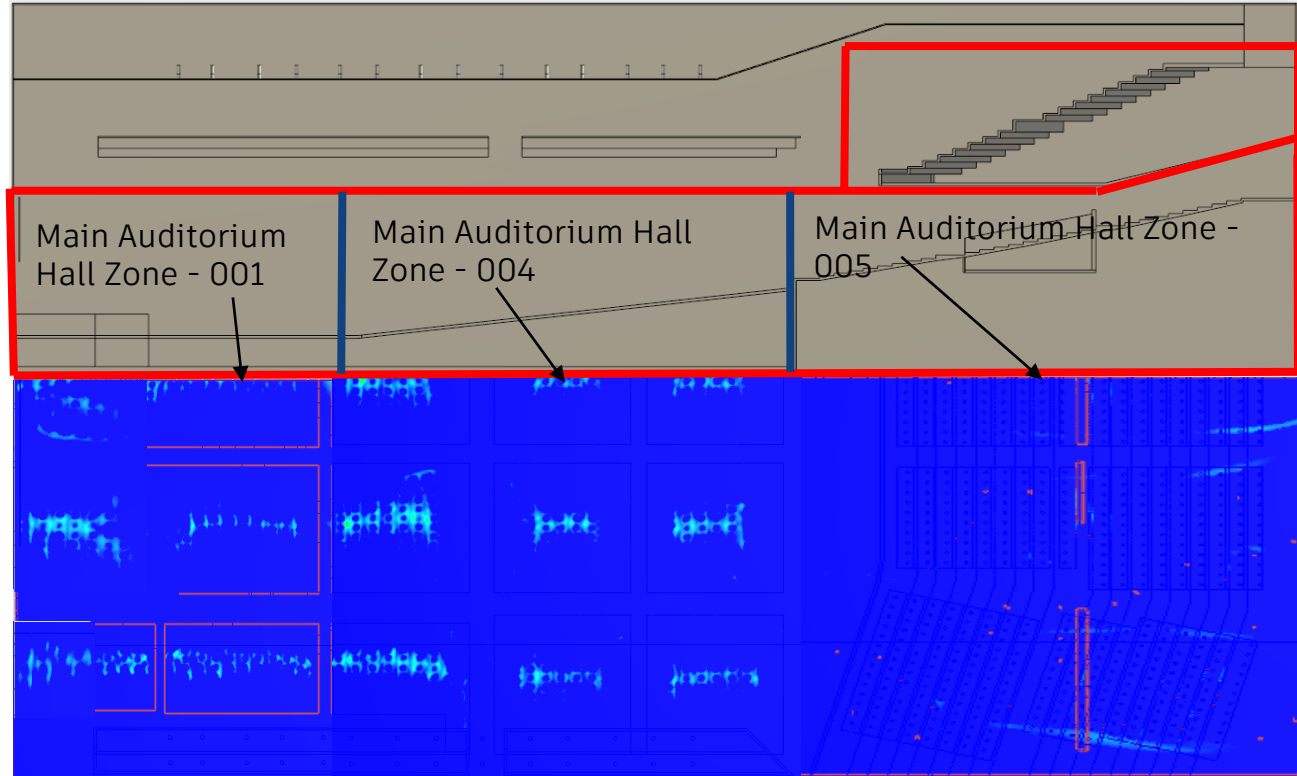 Main Auditorium
Hall Zone - 001
Main Auditorium Hall
Zone - 004
Main Auditorium Hall Zone -
005